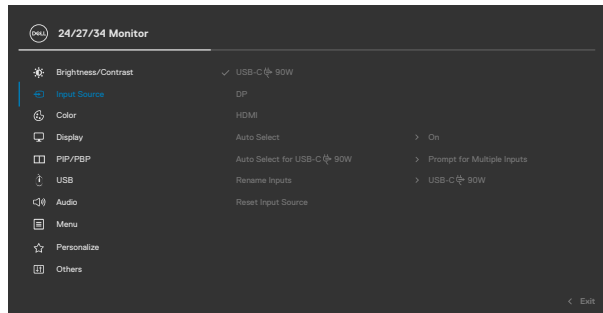 DELL 24/27/34 Monitor
Brightness/Contrast USB-C 90W
Input Source DP
Color HDMI
Display Auto Select > On
PIP/PBP Auto Select for USB-C 90W > Prompt for Multiple Inputs
USB Rename Inputs > USB-C 90W
Audio Reset Input Source
Menu
Personalize
Others
< Exit